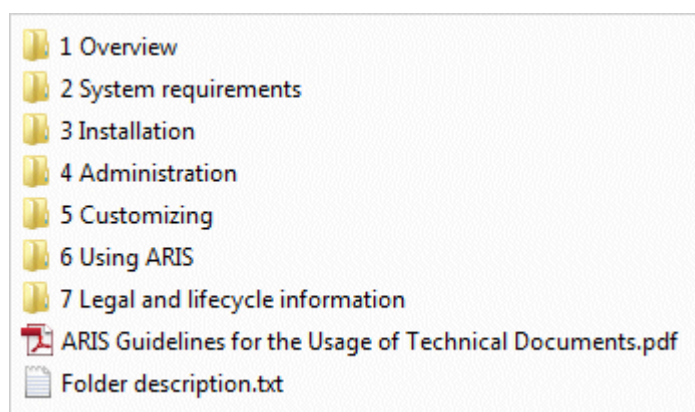 1 Overview
2 System requirements
3 Installation
4 Administration
5 Customizing
6 Using ARIS
7 Legal and lifecycle information
ARIS Guidelines for the Usage of Technical Documents.pdf
Folder description.txt